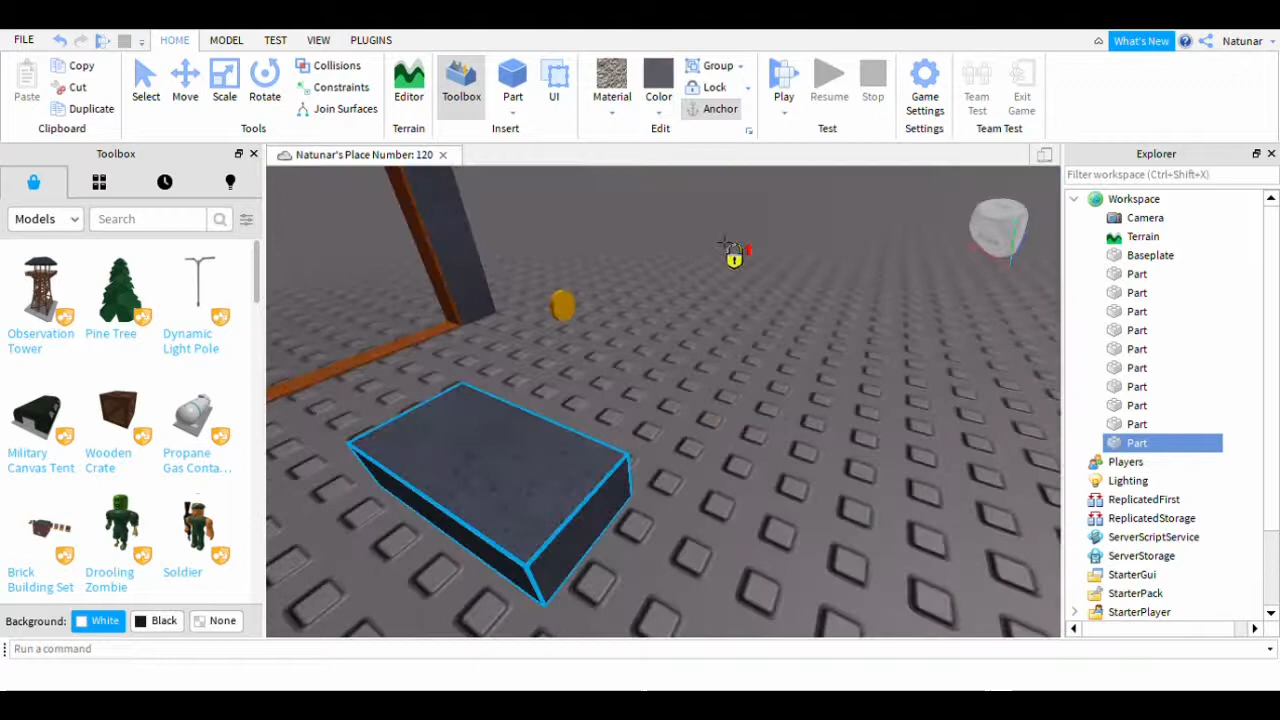 FILE HOME MODEL TEST VIEW PLUGINS What's New Natunar
Paste Copy Cut Duplicate Clipboard
Select Move Scale Rotate Collisions Constraints Join Surfaces Tools
Editor Terrain
Toolbox Part UI Insert
Material Color Group Lock Anchor Edit
Play Resume Stop Test
Game Settings Settings
Team Test Exit Game Team Test
Toolbox
Natunar's Place Number: 120
Explorer
Models Search
Filter workspace (Ctrl+Shift+X)
Observation Tower
Pine Tree
Dynamic Light Pole
Military Canvas Tent
Wooden Crate
Propane Gas Conta...
Brick Building Set
Drooling Zombie
Soldier
Background: White Black None
Workspace
Camera
Terrain
Baseplate
Part
Part
Part
Part
Part
Part
Part
Part
Part
Part
Players
Lighting
ReplicatedFirst
ReplicatedStorage
ServerScriptService
ServerStorage
StarterGui
StarterPack
StarterPlayer
Run a command